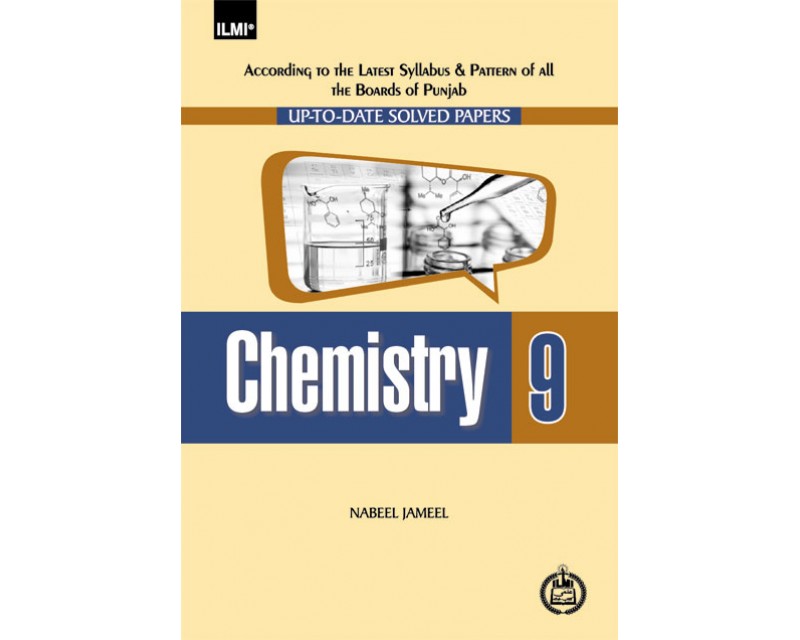 ILMI®
According to the Latest Syllabus & Pattern of all
the Boards of Punjab
UP-TO-DATE SOLVED PAPERS
Chemistry 9
NABEEL JAMEEL
ILMI